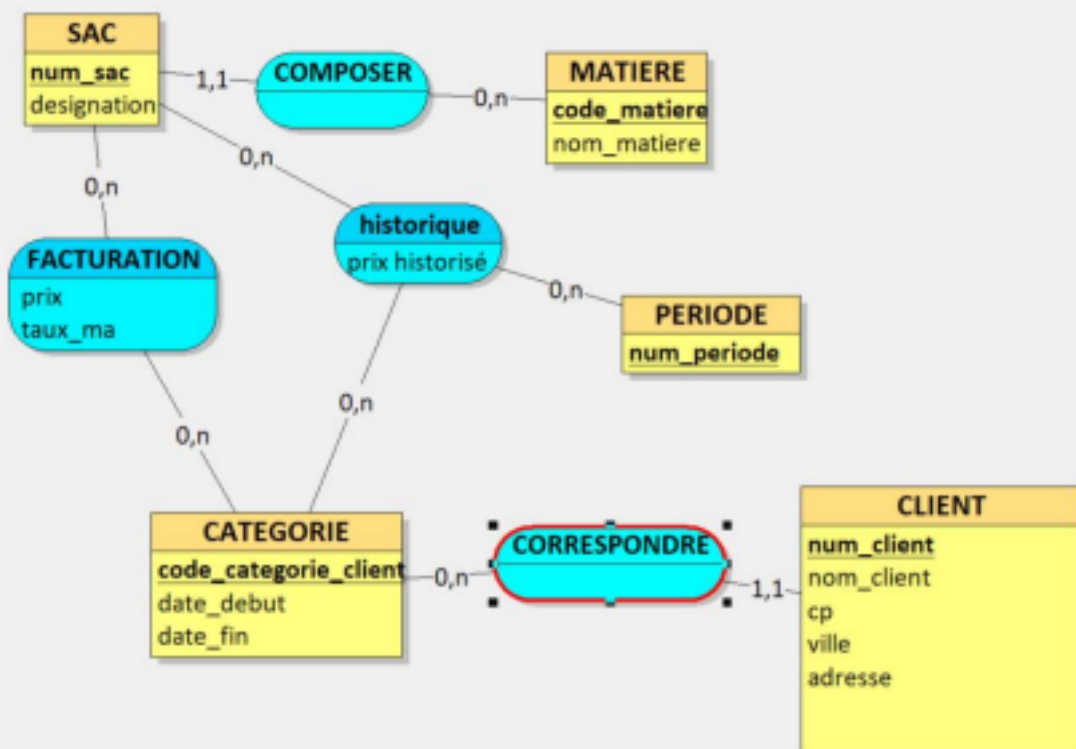 SAC
num_sac
designation
1,1
COMPOSER
0,n
MATIERE
code_matiere
nom_matiere
0,n
0,n
historique
prix historisé
FACTURATION
prix
taux_ma
0,n
PERIODE
num_periode
0,n
0,n
CATEGORIE
code_categorie_client
date_debut
date_fin
0,n
CORRESPONDRE
1,1
CLIENT
num_client
nom_client
cp
ville
adresse